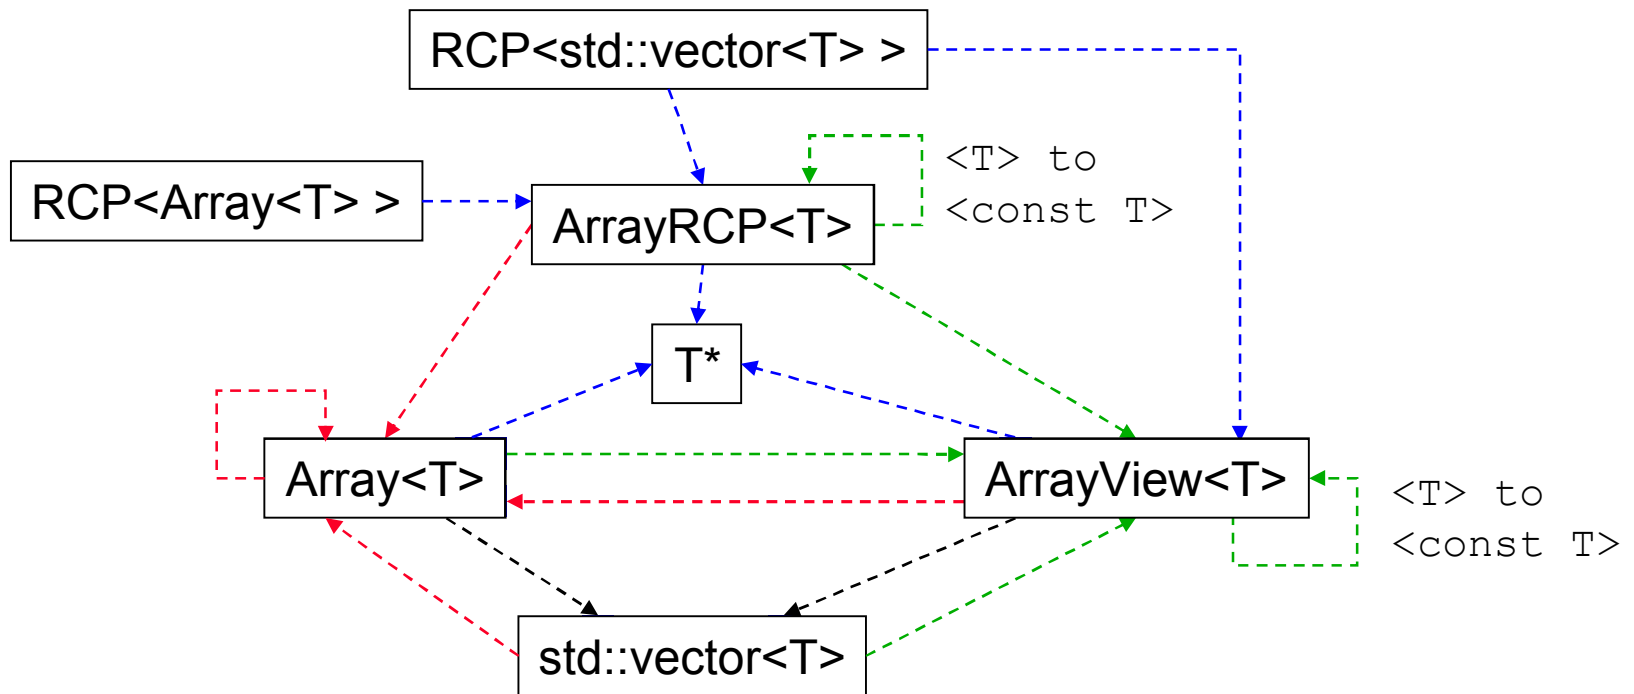 RCP<std::vector<T> >
<T> to
<const T>
RCP<Array<T> >
ArrayRCP<T>
T*
Array<T>
ArrayView<T>
<T> to
<const T>
std::vector<T>